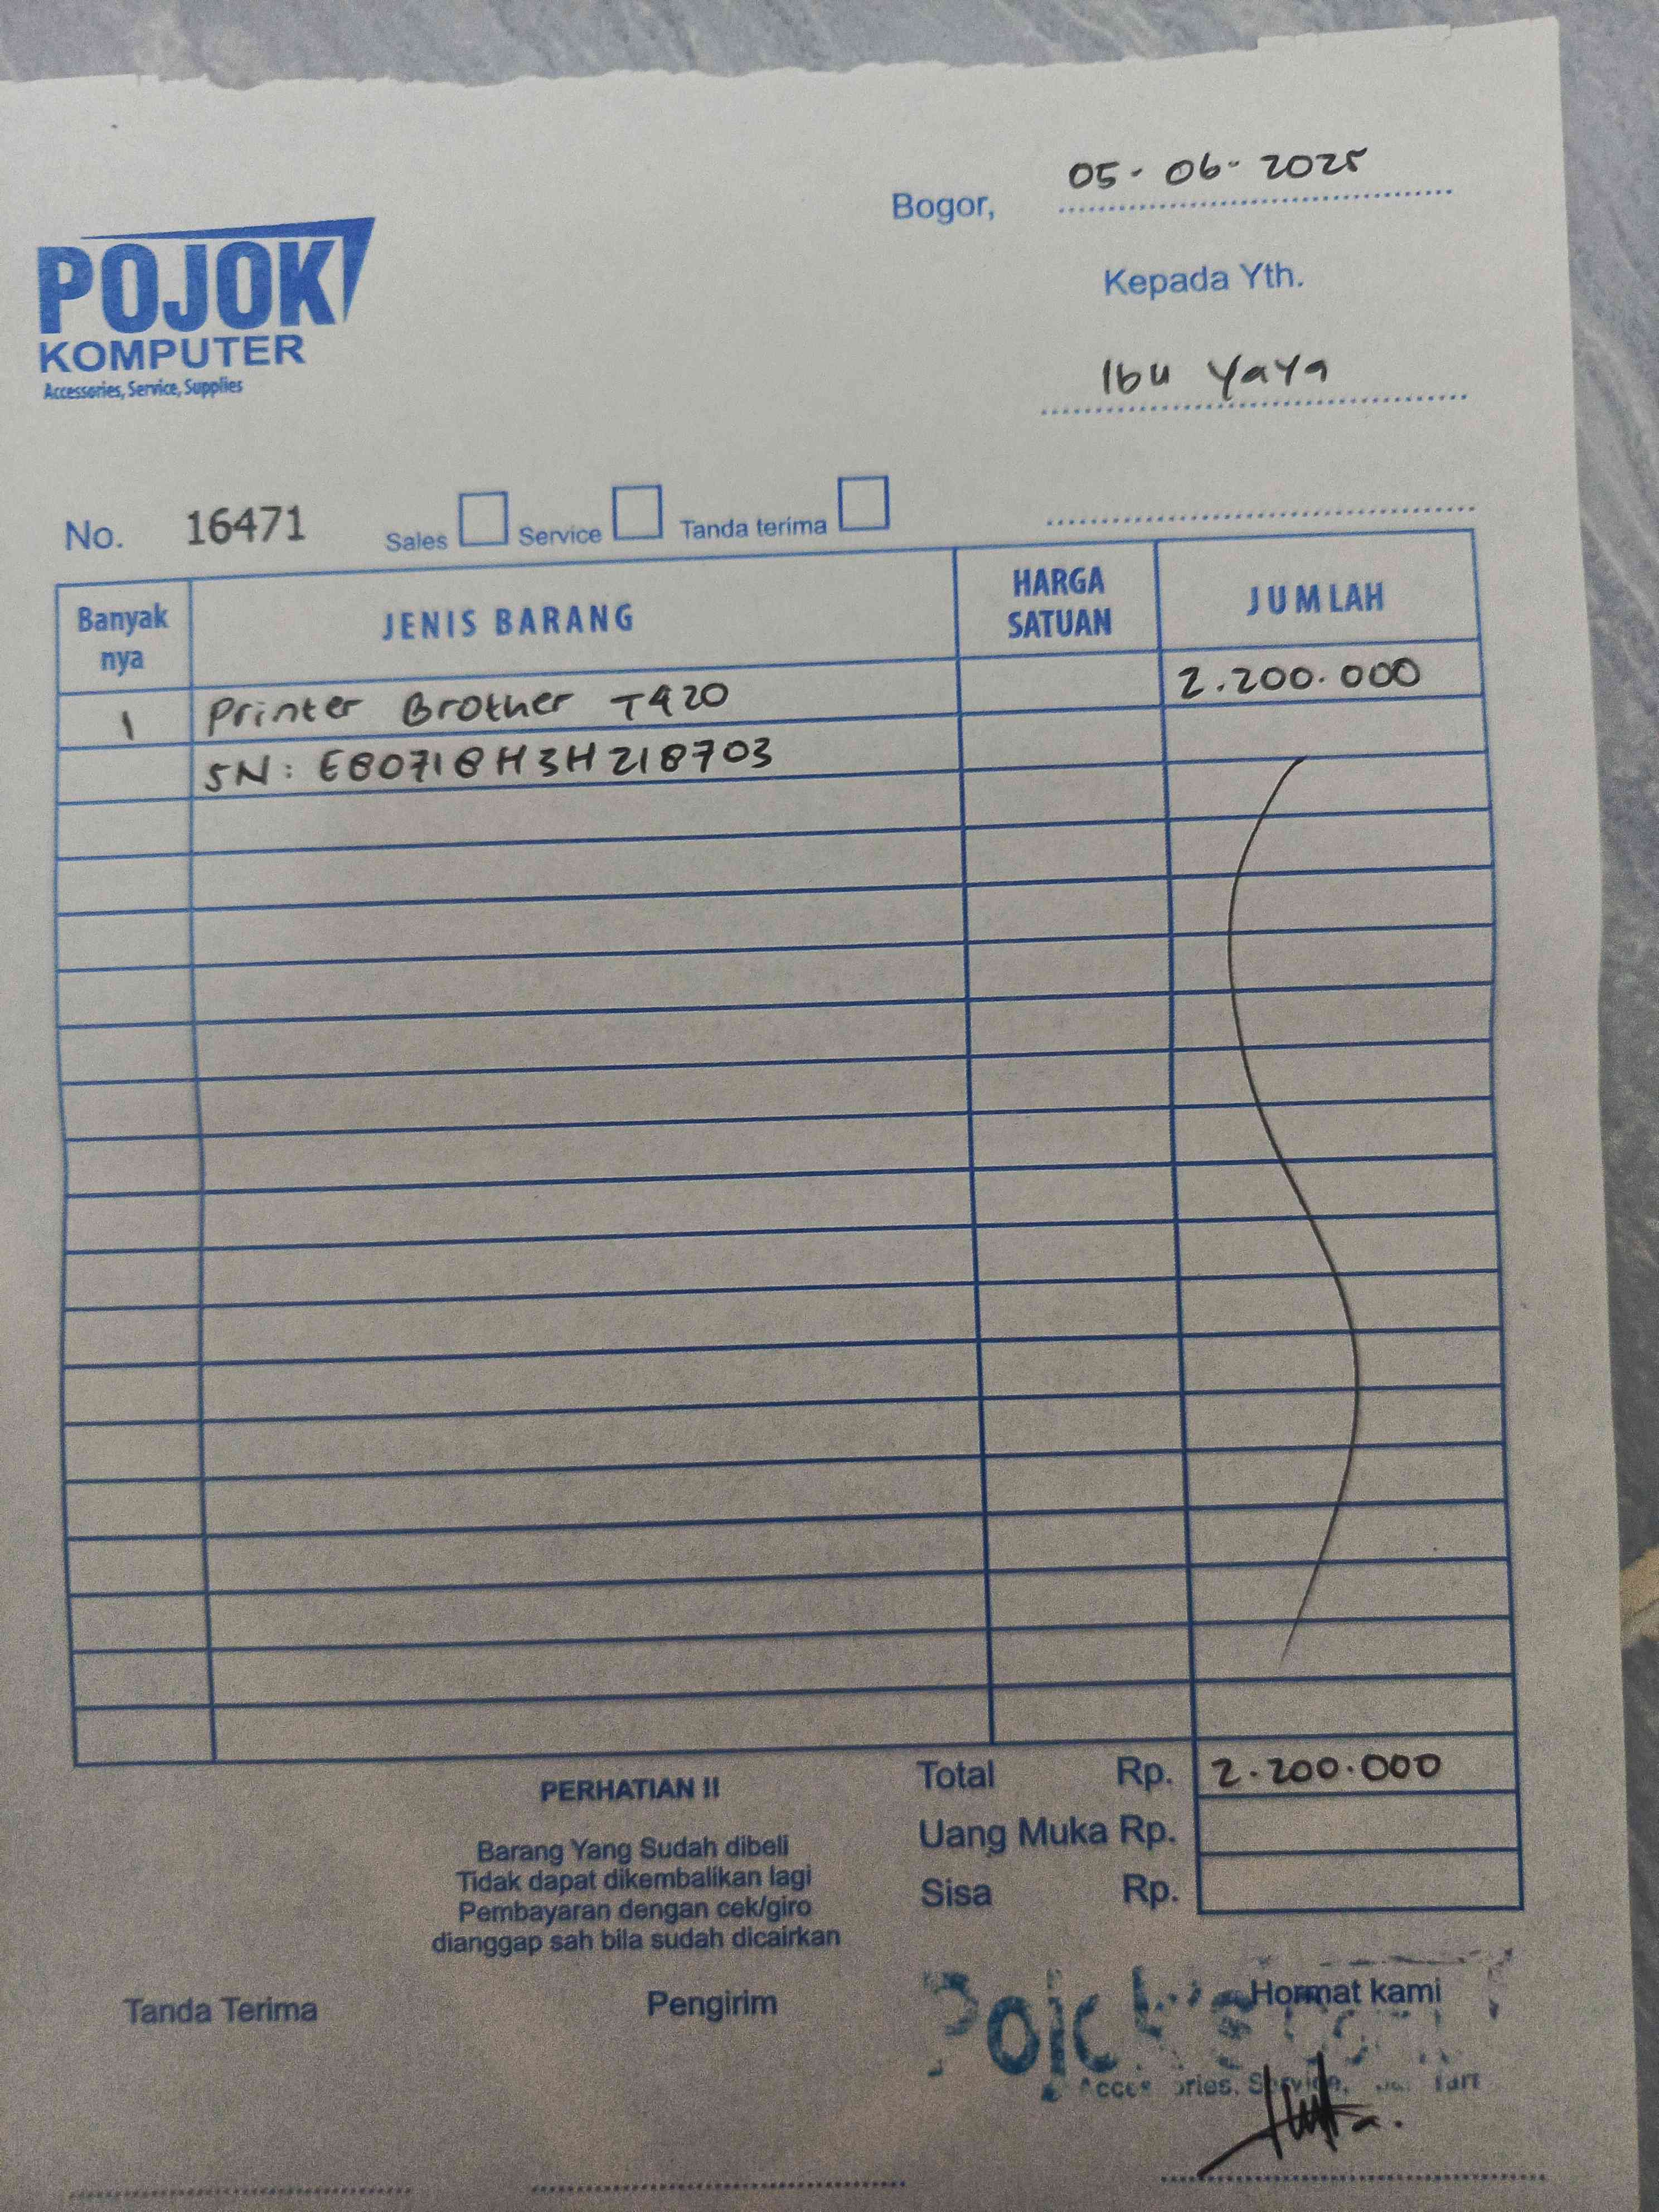 Bogor, 05-06-2025
POJOK
KOMPUTER
Accessories, Service, Supplies
Kepada Yth.
Ibu Yaya
No. 16471 Sales Service Tanda terima
Banyak nya JENIS BARANG HARGA SATUAN JUMLAH
1 Printer Brother T420 2.200.000
SN: E80718H3H218703
Total Rp. 2.200.000
Uang Muka Rp.
Sisa Rp.
PERHATIAN !!
Barang Yang Sudah dibeli
Tidak dapat dikembalikan lagi
Pembayaran dengan cek/giro
dianggap sah bila sudah dicairkan
Tanda Terima Pengirim Hormat kami